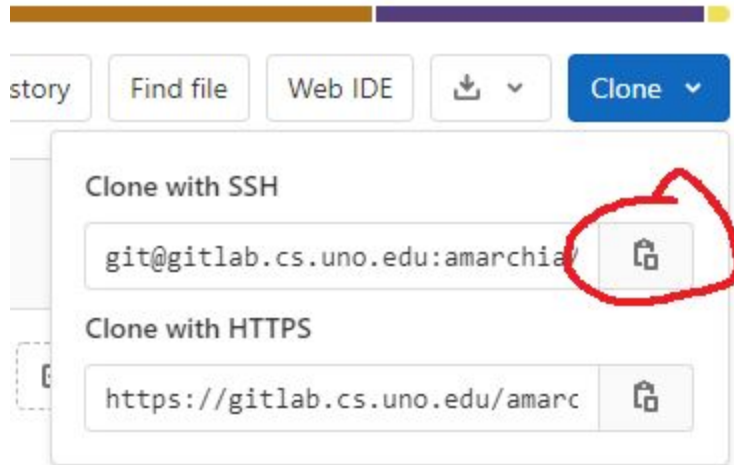 story Find file Web IDE Clone
Clone with SSH
git@gitlab.cs.uno.edu:amarchia/
Clone with HTTPS
https://gitlab.cs.uno.edu/amarc